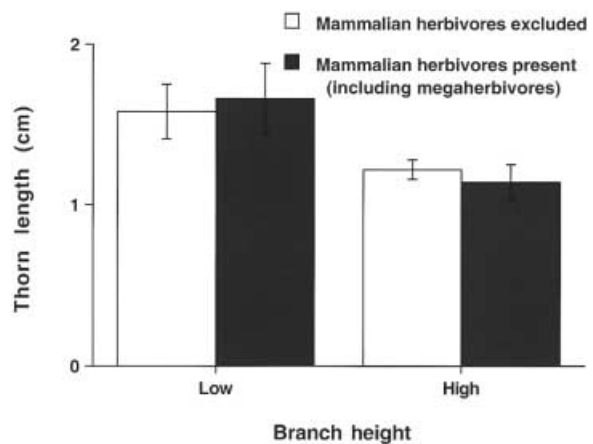 Mammalian herbivores excluded
Mammalian herbivores present
(including megaherbivores)
2
1
0
Thorn length (cm)
Low
High
Branch height